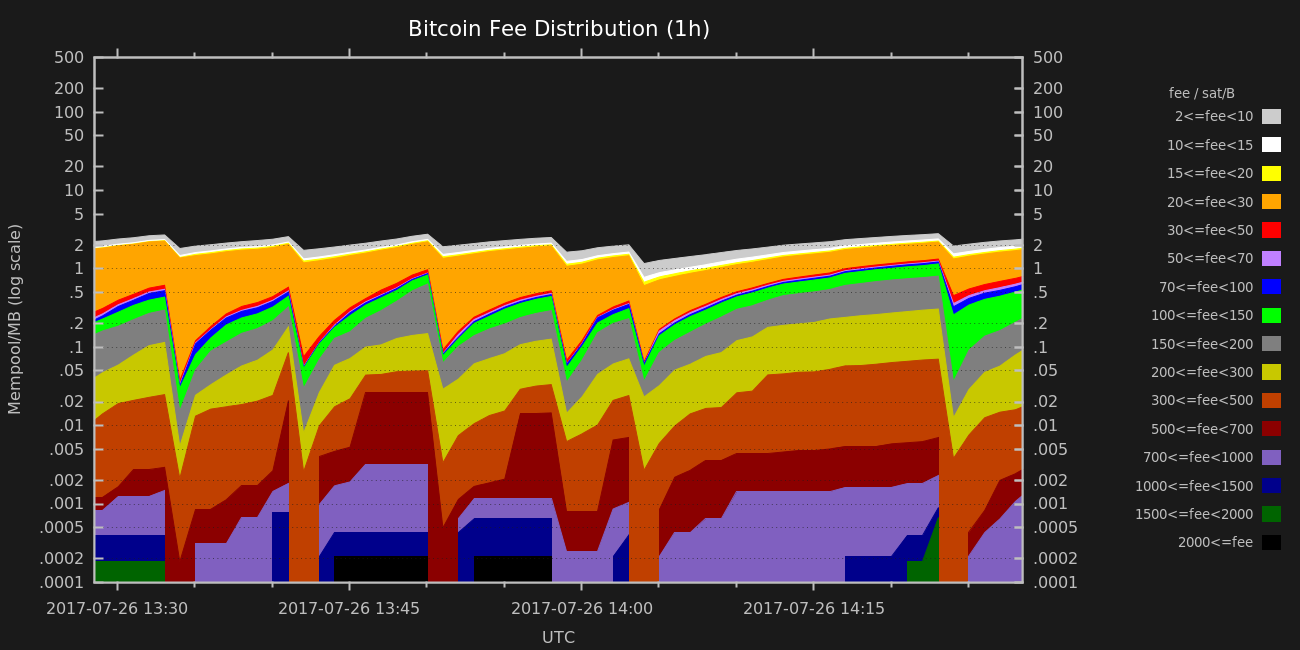 Bitcoin Fee Distribution (1h)
Mempool/MB (log scale)
500
200
100
50
20
10
5
2
1
.5
.2
.1
.05
.02
.01
.005
.002
.001
.0005
.0002
.0001
500
200
100
50
20
10
5
2
1
.5
.2
.1
.05
.02
.01
.005
.002
.001
.0005
.0002
.0001
fee / sat/B
2<=fee<10
10<=fee<15
15<=fee<20
20<=fee<30
30<=fee<50
50<=fee<70
70<=fee<100
100<=fee<150
150<=fee<200
200<=fee<300
300<=fee<500
500<=fee<700
700<=fee<1000
1000<=fee<1500
1500<=fee<2000
2000<=fee
2017-07-26 13:30
2017-07-26 13:45
2017-07-26 14:00
2017-07-26 14:15
UTC